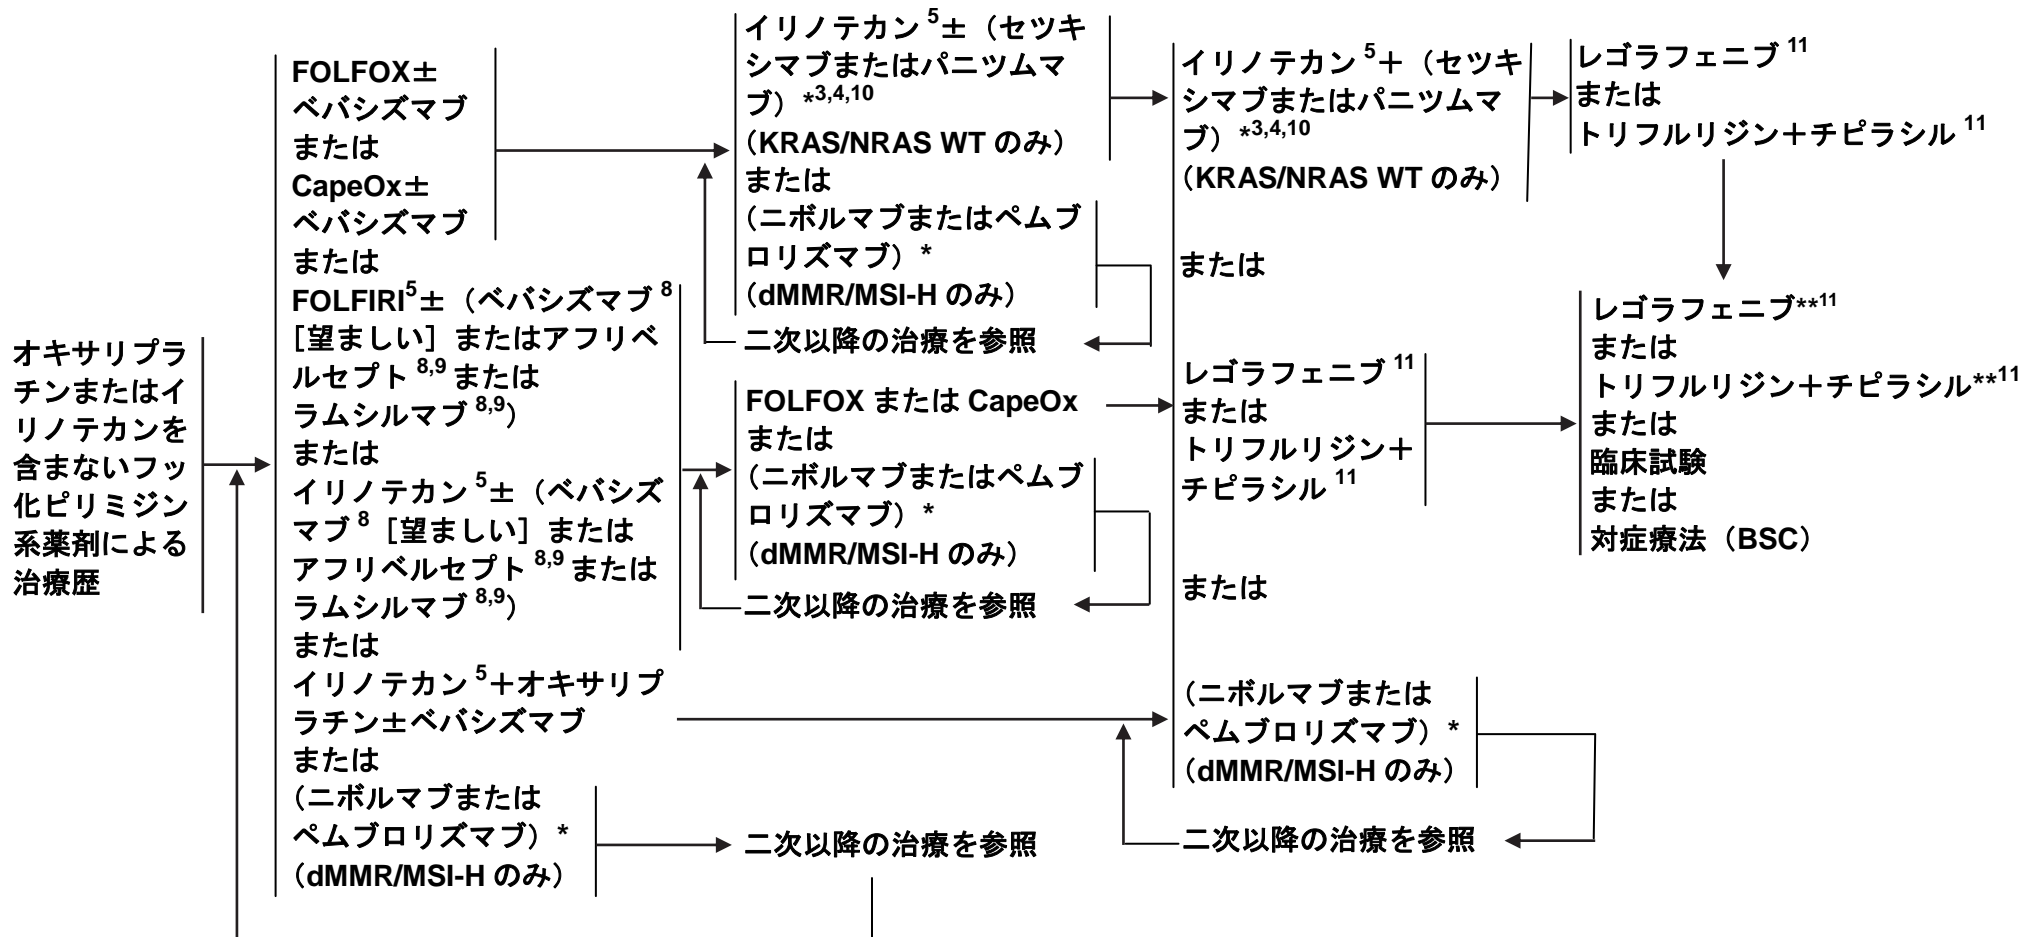 オキサリプラ
チンまたはイ
リノテカンを
含まないフッ
化ピリミジン
系薬剤による
治療歴
FOLFOX±
ベバシズマブ
または
CapeOx±
ベバシズマブ
または
FOLFIRI5±（ベバシズマブ8
［望ましい］またはアフリベ
ルセプト8,9または
ラムシルマブ8,9）
または
イリノテカン5±（ベバシズ
マブ8［望ましい］または
アフリベルセプト8,9または
ラムシルマブ8,9）
または
イリノテカン5＋オキサリプ
ラチン±ベバシズマブ
または
（ニボルマブまたは
ペムブロリズマブ）*
（dMMR/MSI-Hのみ）
イリノテカン5±（セツキ
シマブまたはパニツムマ
ブ）*3,4,10
（KRAS/NRAS WTのみ）
または
（ニボルマブまたはペムブ
ロリズマブ）*
（dMMR/MSI-Hのみ）
二次以降の治療を参照
FOLFOXまたはCapeOx
または
（ニボルマブまたはペムブ
ロリズマブ）*
（dMMR/MSI-Hのみ）
二次以降の治療を参照
二次以降の治療を参照
イリノテカン5＋（セツキ
シマブまたはパニツムマ
ブ）*3,4,10
（KRAS/NRAS WTのみ）
または
レゴラフェニブ11
または
トリフルリジン＋
チピラシル11
または
（ニボルマブまたは
ペムブロリズマブ）*
（dMMR/MSI-Hのみ）
二次以降の治療を参照
レゴラフェニブ11
または
トリフルリジン＋チピラシル11
レゴラフェニブ**11
または
トリフルリジン＋チピラシル**11
または
臨床試験
または
対症療法（BSC）